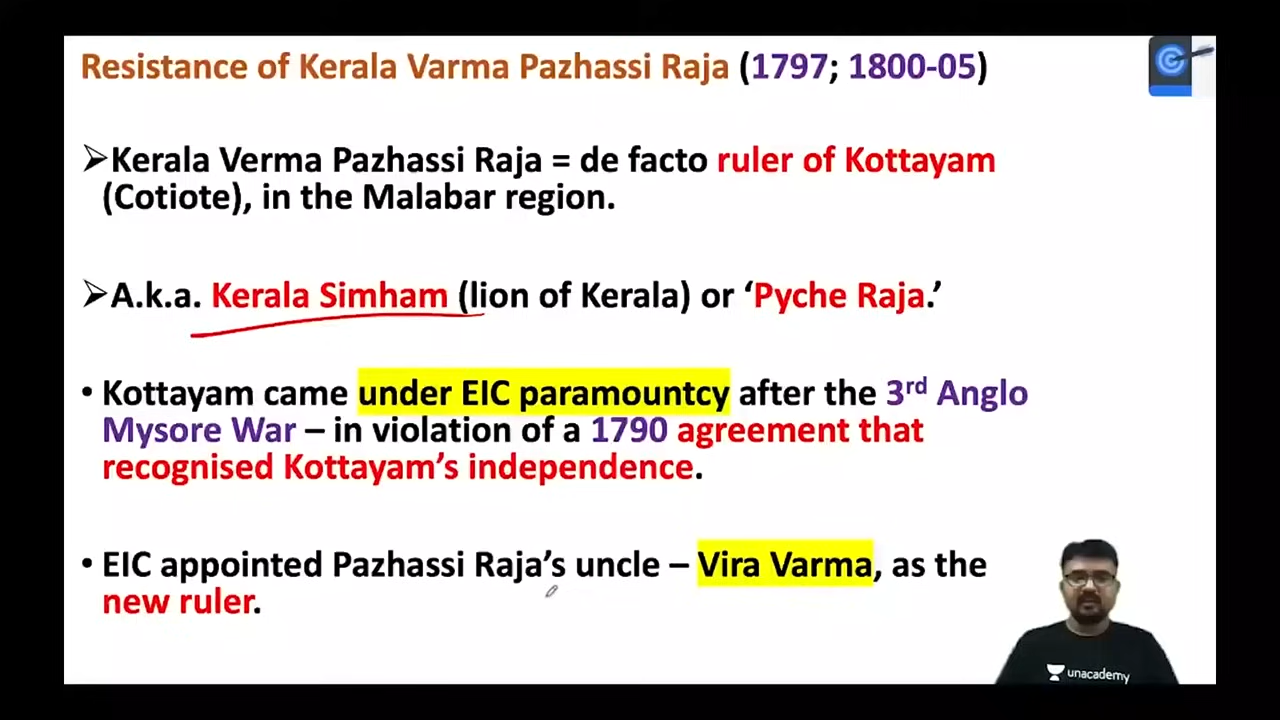 Resistance of Kerala Varma Pazhassi Raja (1797; 1800-05)
➢Kerala Verma Pazhassi Raja = de facto ruler of Kottayam
(Cotiote), in the Malabar region.
➢A.k.a. Kerala Simham (lion of Kerala) or ‘Pyche Raja.’
• Kottayam came under EIC paramountcy after the 3rd Anglo
Mysore War – in violation of a 1790 agreement that
recognised Kottayam’s independence.
• EIC appointed Pazhassi Raja’s uncle – Vira Varma, as the
new ruler.
unacademy